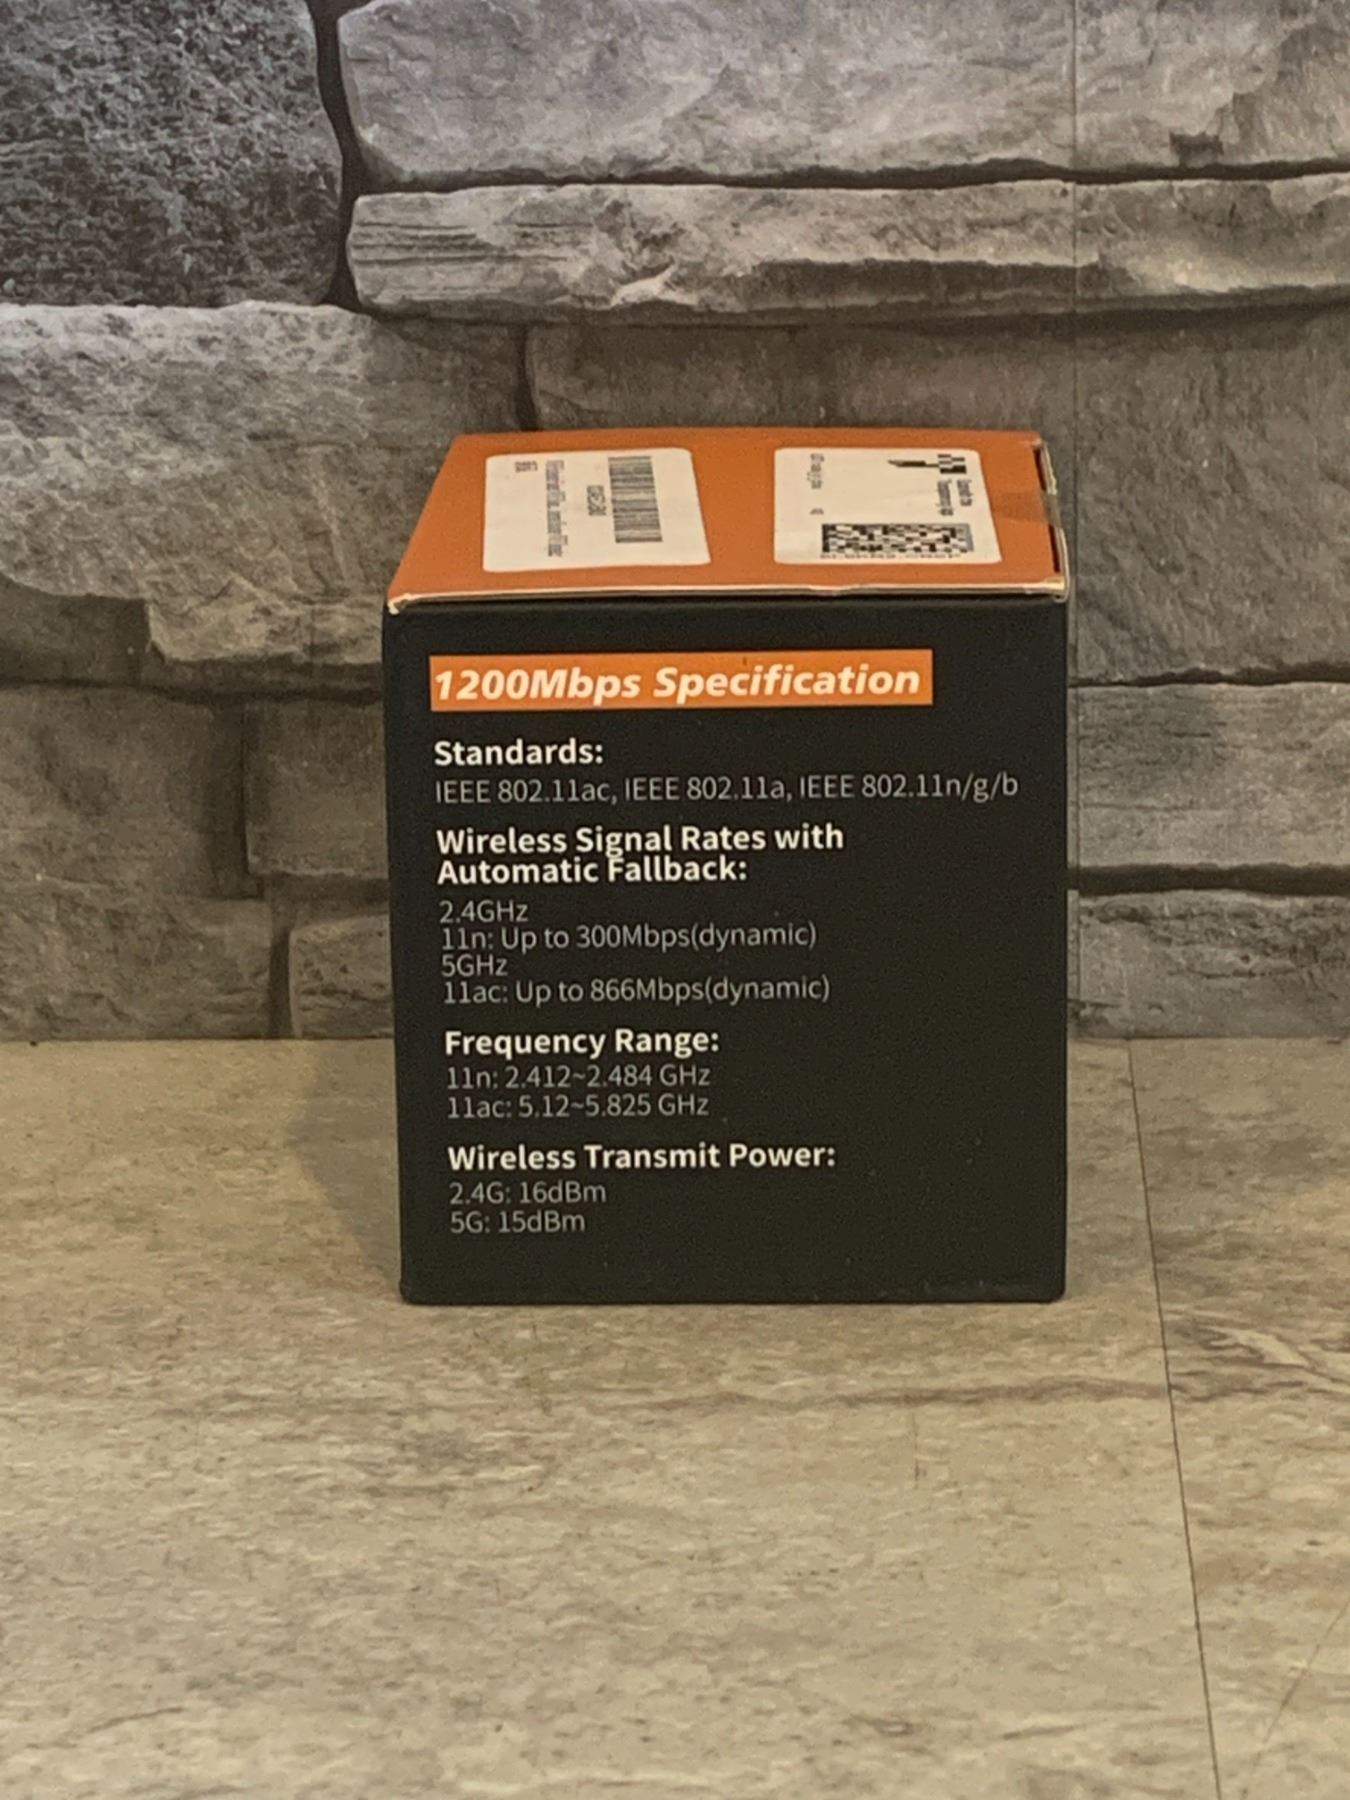 1200Mbps Specification
Standards:
IEEE 802.11ac, IEEE 802.11a, IEEE 802.11n/g/b
Wireless Signal Rates with
Automatic Fallback:
2.4GHz
11n: Up to 300Mbps(dynamic)
5GHz
11ac: Up to 866Mbps(dynamic)
Frequency Range:
11n: 2.412~2.484 GHz
11ac: 5.12~5.825 GHz
Wireless Transmit Power:
2.4G: 16dBm
5G: 15dBm